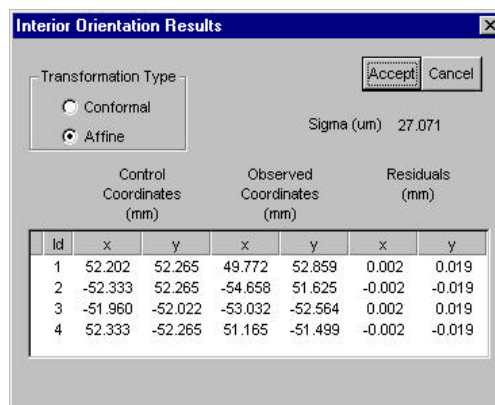 Interior Orientation Results
Transformation Type
Conformal
Affine
Accept Cancel
Sigma (um) 27.071
Control Coordinates (mm) Observed Coordinates (mm) Residuals (mm)
Id x y x y x y
1 52.202 52.265 49.772 52.859 0.002 0.019
2 -52.333 52.265 -54.658 51.625 -0.002 -0.019
3 -51.960 -52.022 -53.032 -52.564 0.002 0.019
4 52.333 -52.265 51.165 -51.499 -0.002 -0.019